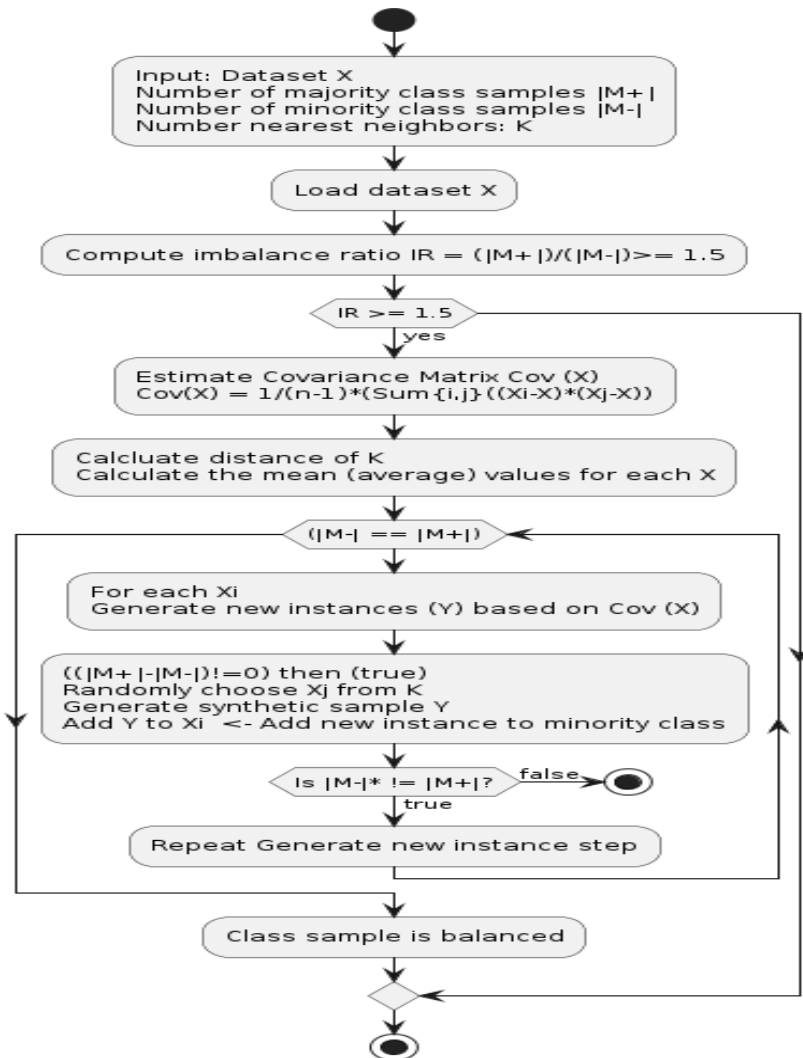 Input: Dataset X
Number of majority class samples |M+|
Number of minority class samples |M-|
Number nearest neighbors: K
Load dataset X
Compute imbalance ratio IR = (|M+|)/(|M-|)>= 1.5
IR >= 1.5
yes
Estimate Covariance Matrix Cov (X)
Cov(X) = 1/(n-1)*(Sum{i,j}((Xi-X)*(Xj-X))
Calcluate distance of K
Calculate the mean (average) values for each X
(|M-| == |M+|)
For each Xi
Generate new instances (Y) based on Cov (X)
((|M+|-|M-|)!=0) then (true)
Randomly choose Xj from K
Generate synthetic sample Y
Add Y to Xi <- Add new instance to minority class
Is |M-|* != |M+|?
false
true
Repeat Generate new instance step
Class sample is balanced